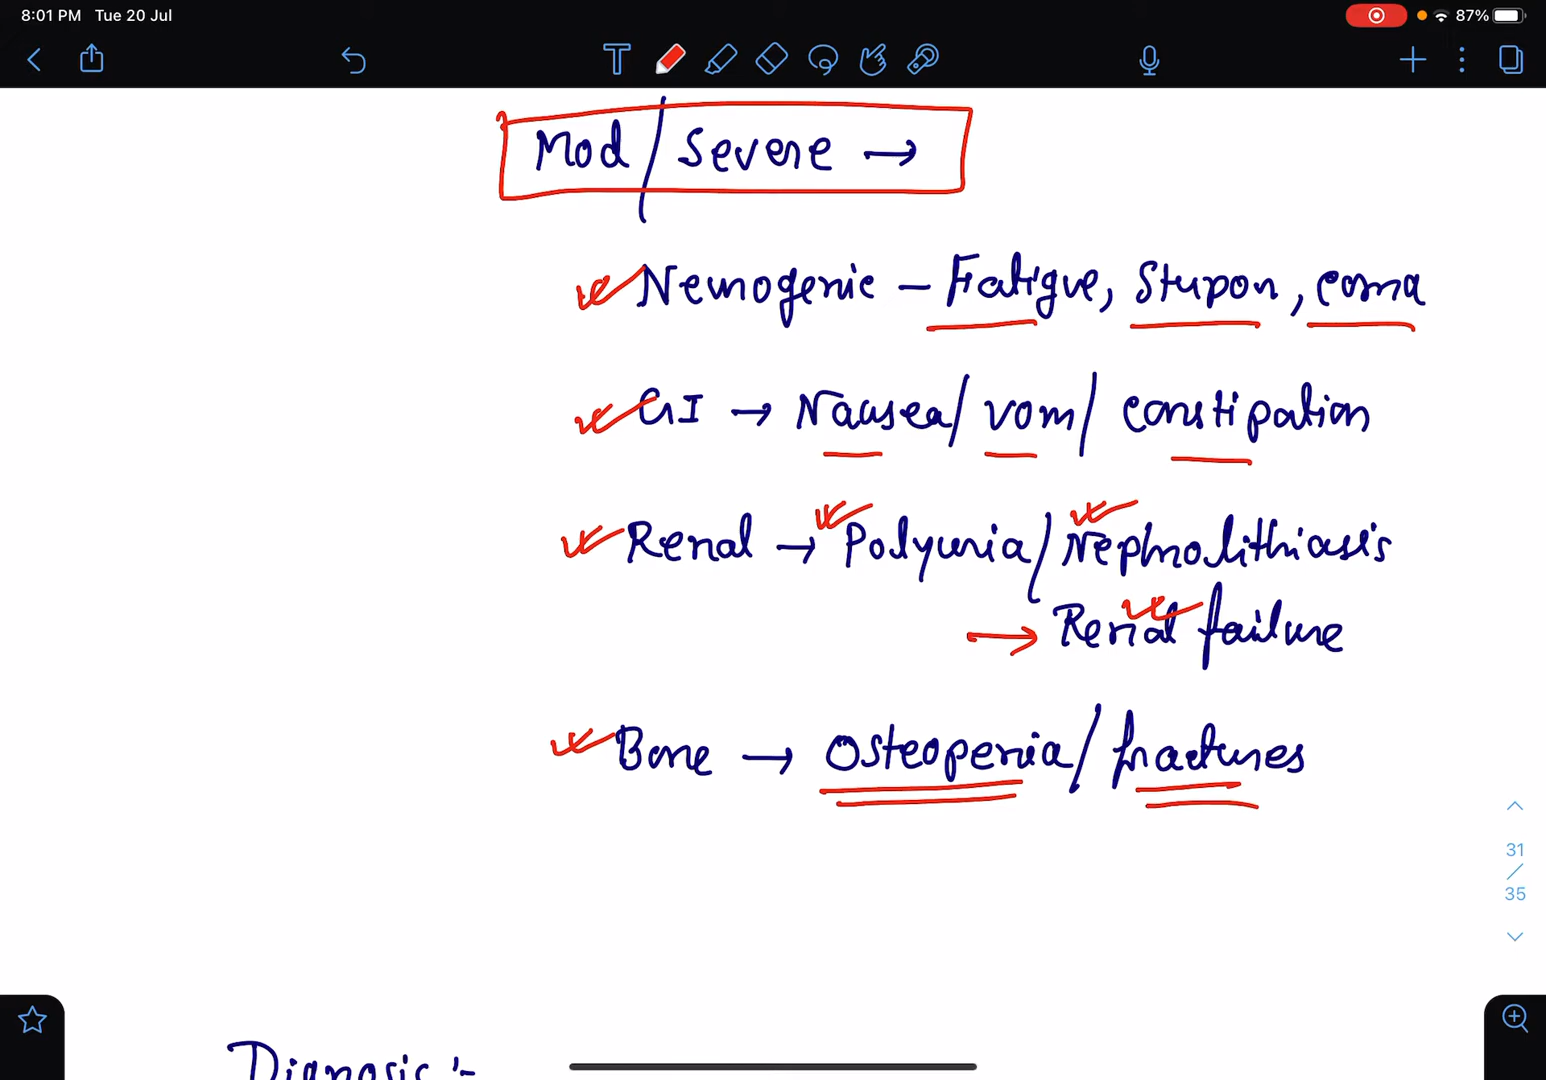 8:01 PM Tue 20 Jul 87%
Mod / Severe →
Neurogenic – Fatigue, Stupor, coma
GI → Nausea / vom / constipation
Renal → Polyuria / Nephrolithiasis
→ Renal failure
Bone → Osteopenia / fractures
31
/
35
Diagnosis :-